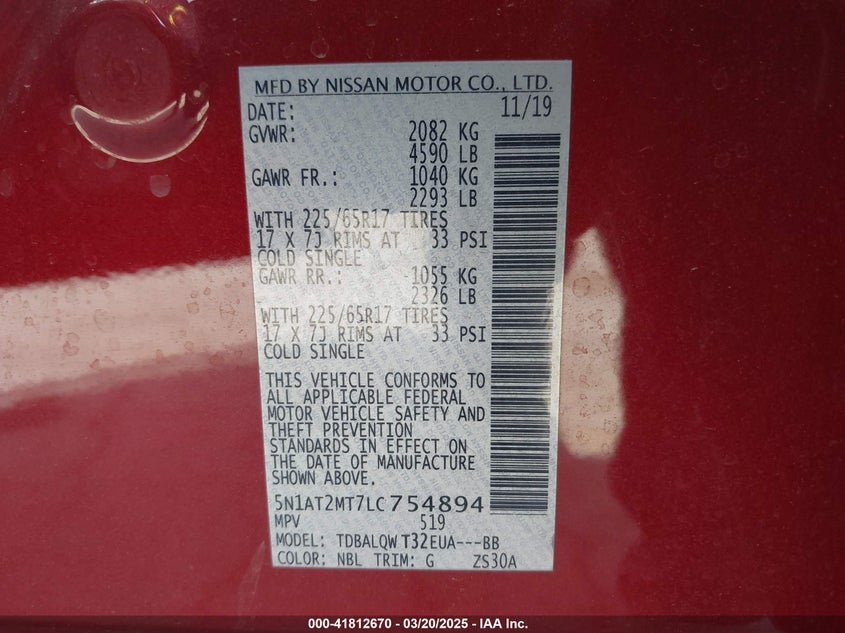 MFD BY NISSAN MOTOR CO., LTD.
DATE: 11/19
GVWR: 2082 KG
4590 LB
GAWR FR.: 1040 KG
2293 LB
WITH 225/65R17 TIRES
17 X 7J RIMS AT 33 PSI
COLD SINGLE
GAWR RR.: 1055 KG
2326 LB
WITH 225/65R17 TIRES
17 X 7J RIMS AT 33 PSI
COLD SINGLE
THIS VEHICLE CONFORMS TO
ALL APPLICABLE FEDERAL
MOTOR VEHICLE SAFETY AND
THEFT PREVENTION
STANDARDS IN EFFECT ON
THE DATE OF MANUFACTURE
SHOWN ABOVE.
5N1AT2MT7LC754894
MPV 519
MODEL: TDBALQW T32EUA---BB
COLOR: NBL TRIM: G ZS30A
000-41812670 - 03/20/2025 - IAA Inc.